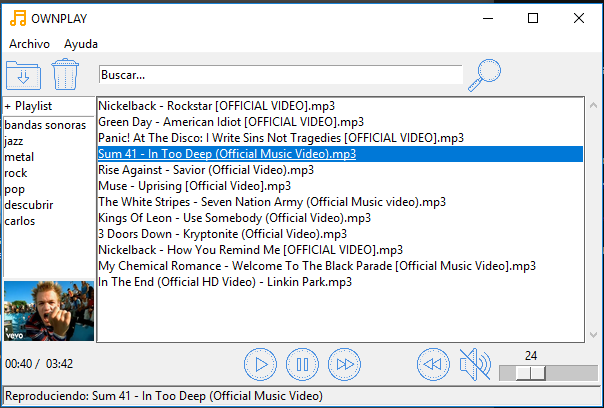 OWNPLAY
Archivo Ayuda
Buscar...
+ Playlist
bandas sonoras
jazz
metal
rock
pop
descubrir
carlos
Nickelback - Rockstar [OFFICIAL VIDEO].mp3
Green Day - American Idiot [OFFICIAL VIDEO].mp3
Panic! At The Disco: I Write Sins Not Tragedies [OFFICIAL VIDEO].mp3
Sum 41 - In Too Deep (Official Music Video).mp3
Rise Against - Savior (Official Video).mp3
Muse - Uprising [Official Video].mp3
The White Stripes - Seven Nation Army (Official Music video).mp3
Kings Of Leon - Use Somebody (Official Video).mp3
3 Doors Down - Kryptonite (Official Video).mp3
Nickelback - How You Remind Me [OFFICIAL VIDEO].mp3
My Chemical Romance - Welcome To The Black Parade [Official Music Video].mp3
In The End (Official HD Video) - Linkin Park.mp3
vevo
00:40 / 03:42
24
Reproduciendo: Sum 41 - In Too Deep (Official Music Video)